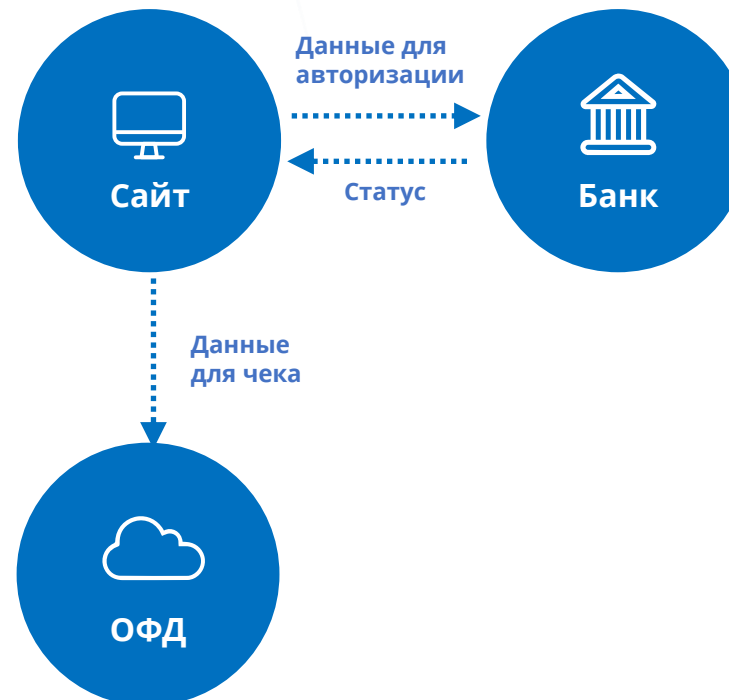 Данные для
авторизации
Сайт
Статус
Банк
Данные
для чека
ОФД